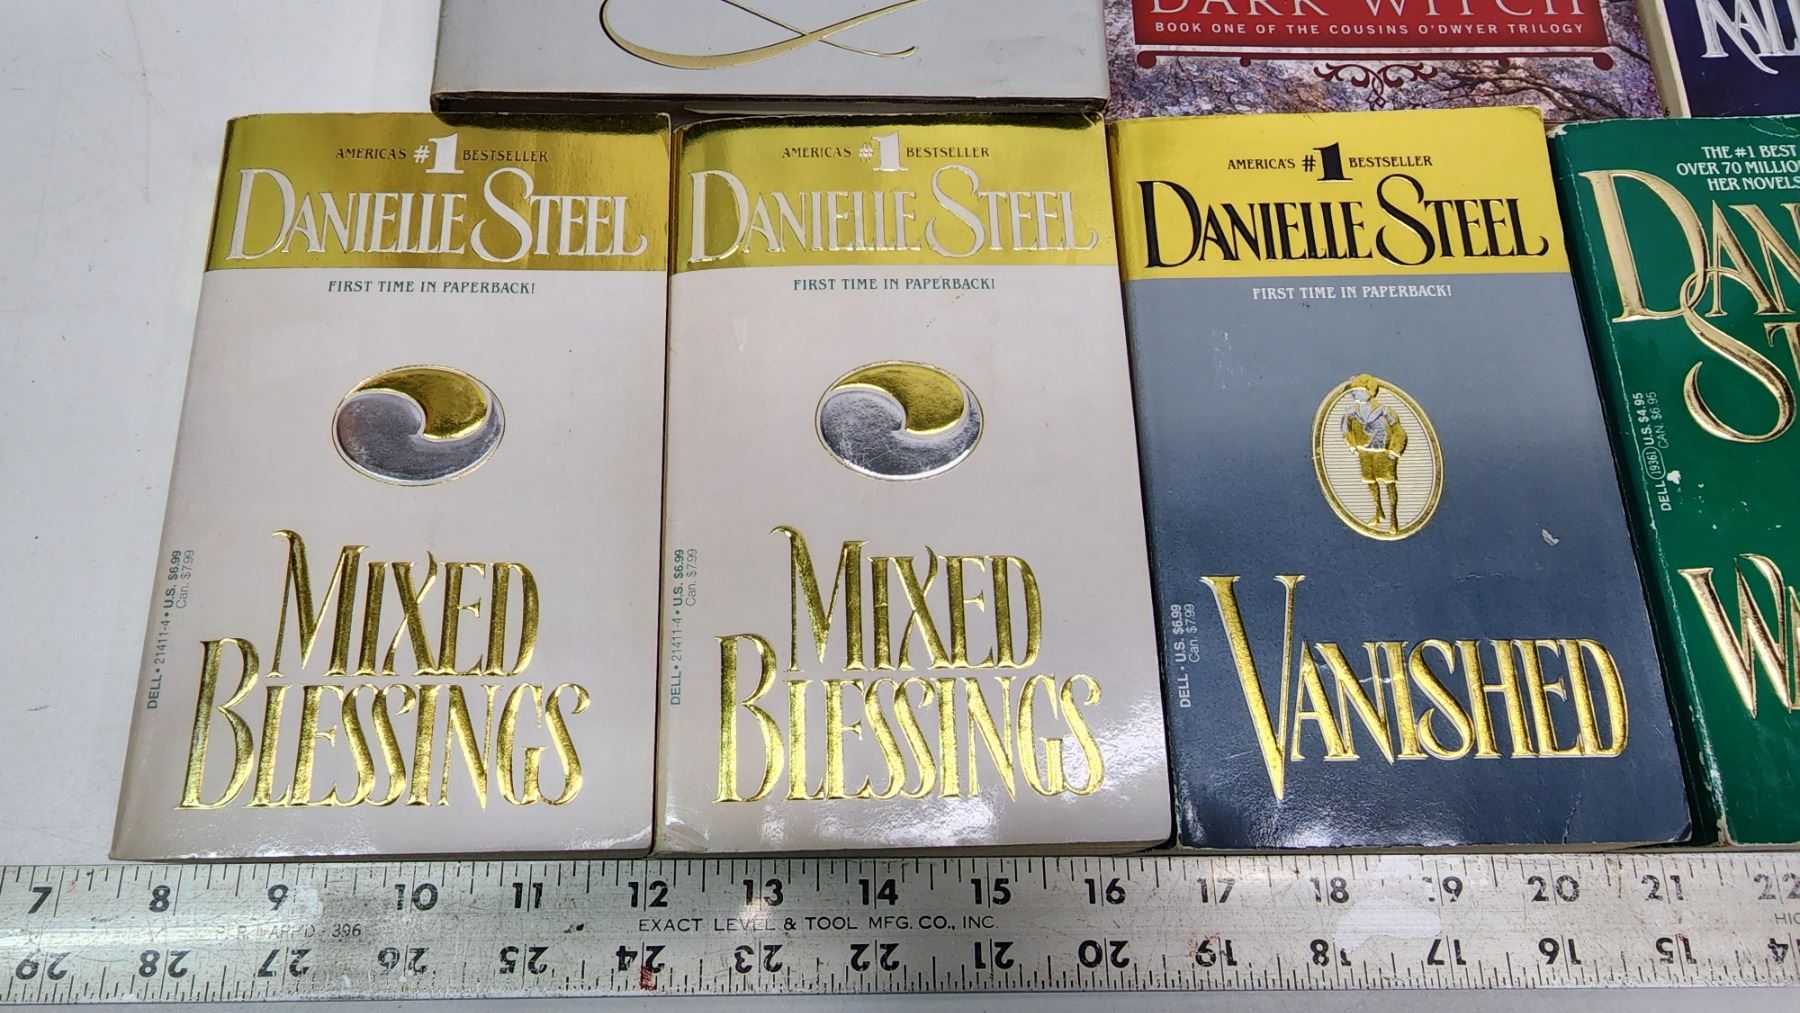 DARK WITCH
BOOK ONE OF THE COUSINS O'DWYER TRILOGY
AMERICA'S #1 BESTSELLER
DANIELLE STEEL
FIRST TIME IN PAPERBACK!
DELL • 21411-4 • U.S. $6.99
Can. $7.99
MIXED
BLESSINGS
AMERICA'S #1 BESTSELLER
DANIELLE STEEL
FIRST TIME IN PAPERBACK!
DELL • 21411-4 • U.S. $6.99
Can. $7.99
MIXED
BLESSINGS
AMERICA'S #1 BESTSELLER
DANIELLE STEEL
FIRST TIME IN PAPERBACK!
DELL • U.S. $6.99
Can. $7.99
VANISHED
THE #1 BEST
OVER 70 MILLIO
HER NOVELS
DAN
ST
DELL (19361) U.S. $4.95
CAN. $6.95
7 8 9 10 11 12 13 14 15 16 17 18 19 20 21 22
EXACT LEVEL & TOOL MFG. CO., INC.
29 28 27 26 25 24 23 22 21 20 19 18 17 16 15 14